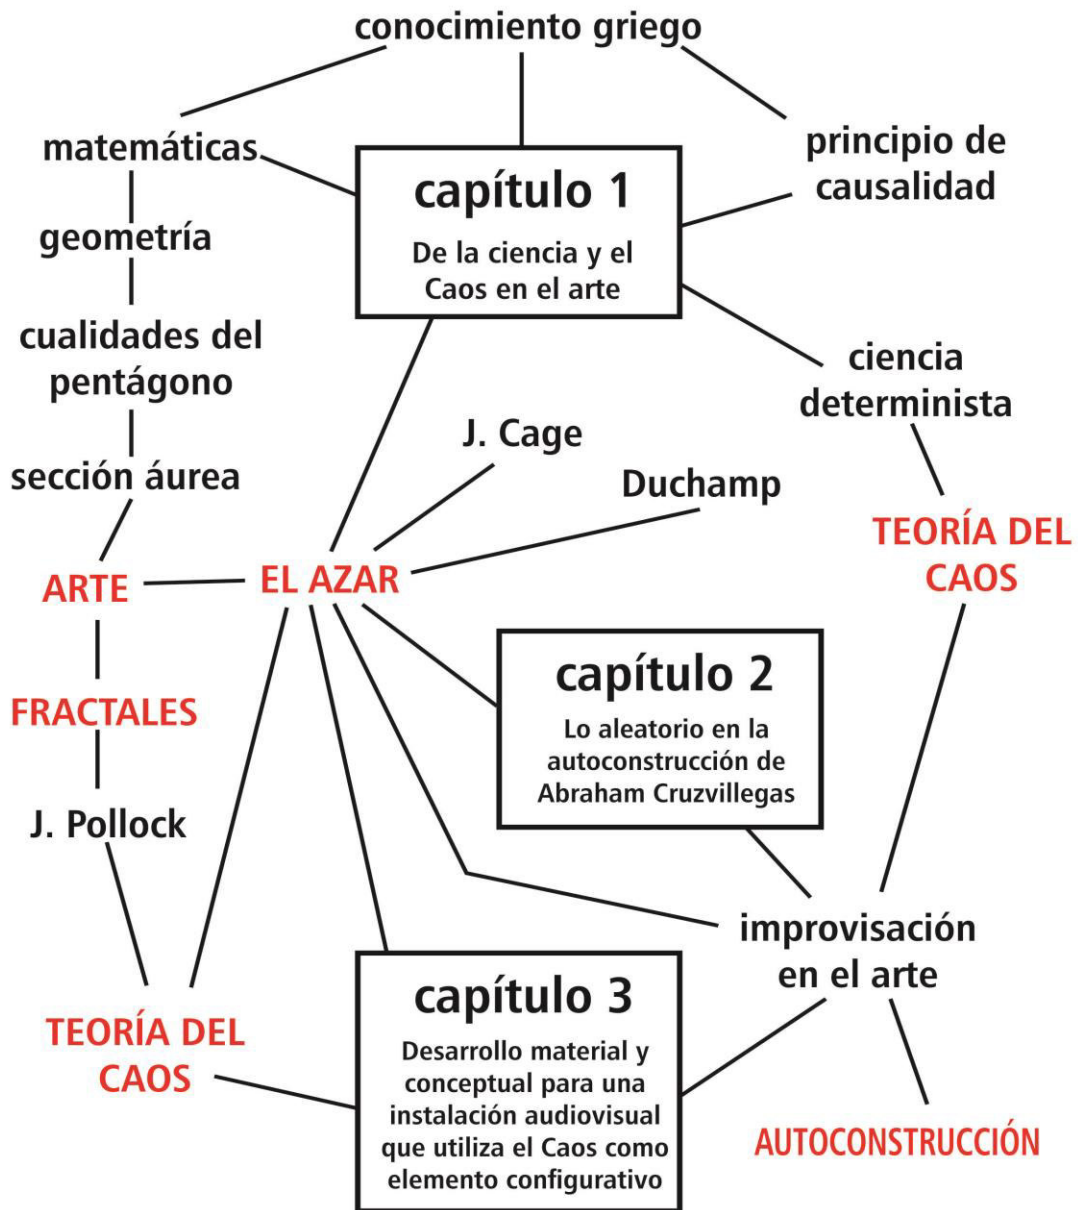 conocimiento griego
matemáticas
principio de
causalidad
capítulo 1
De la ciencia y el
Caos en el arte
geometría
cualidades del
pentágono
ciencia
determinista
J. Cage
sección áurea
Duchamp
TEORÍA DEL
CAOS
ARTE
EL AZAR
capítulo 2
Lo aleatorio en la
autoconstrucción de
Abraham Cruzvillegas
FRACTALES
J. Pollock
improvisación
en el arte
capítulo 3
Desarrollo material y
conceptual para una
instalación audiovisual
que utiliza el Caos como
elemento configurativo
TEORÍA DEL
CAOS
AUTOCONSTRUCCIÓN